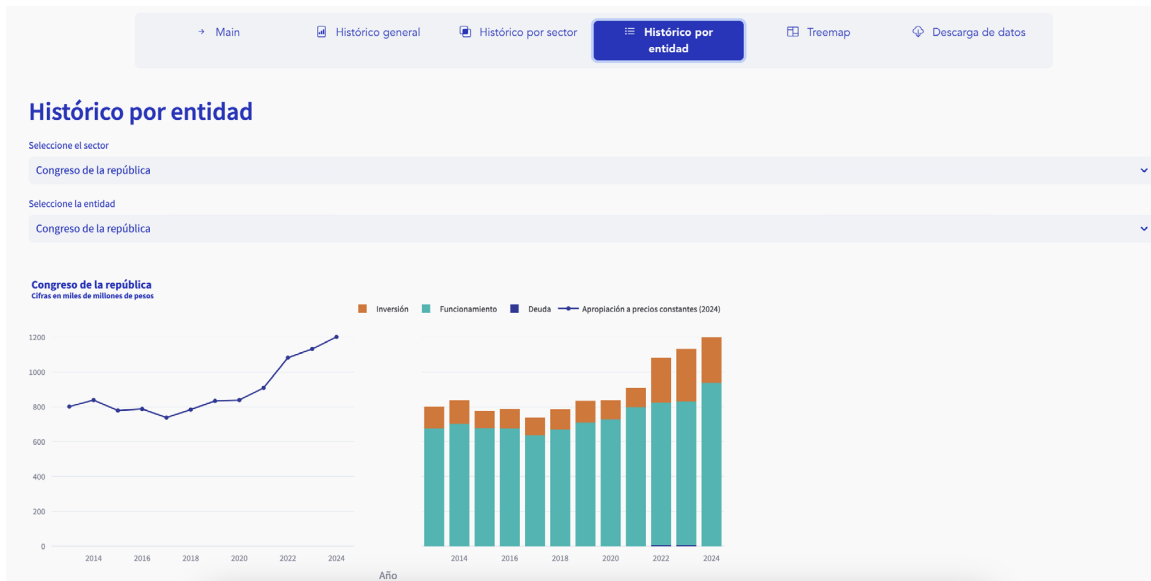 Main
Histórico general
Histórico por sector
Histórico por
entidad
Treemap
Descarga de datos
Histórico por entidad
Seleccione el sector
Congreso de la república
Seleccione la entidad
Congreso de la república
Congreso de la república
Cifras en miles de millones de pesos
Inversión Funcionamiento Deuda Apropiación a precios constantes (2024)
1200
1000
800
600
400
200
0
2014 2016 2018 2020 2022 2024
2014 2016 2018 2020 2022 2024
Año